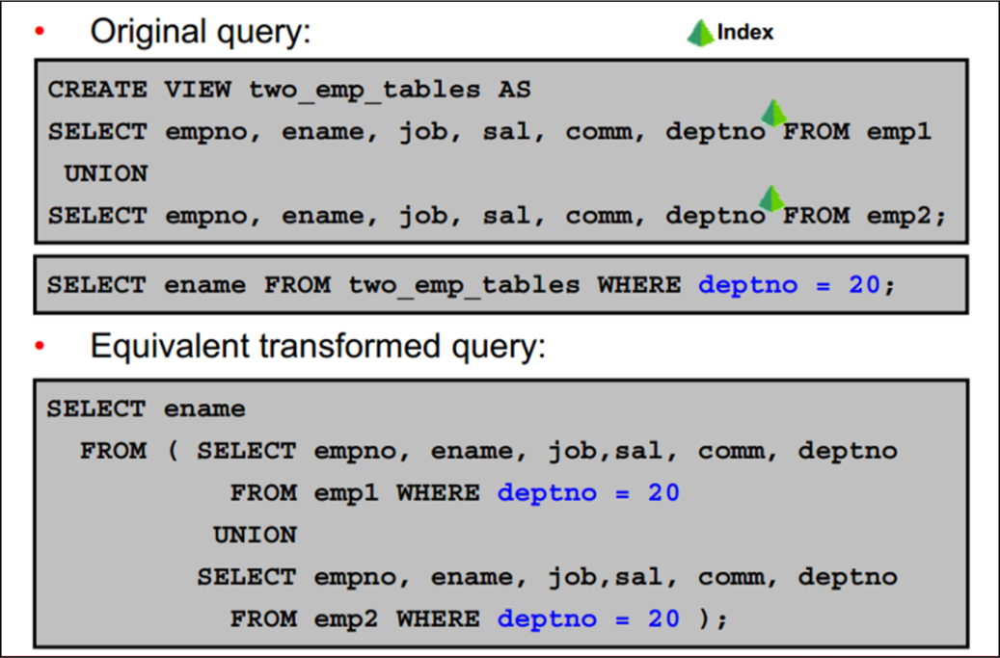 • Original query:
Index
CREATE VIEW two_emp_tables AS
SELECT empno, ename, job, sal, comm, deptno FROM emp1
UNION
SELECT empno, ename, job, sal, comm, deptno FROM emp2;
SELECT ename FROM two_emp_tables WHERE deptno = 20;
• Equivalent transformed query:
SELECT ename
FROM ( SELECT empno, ename, job,sal, comm, deptno
FROM emp1 WHERE deptno = 20
UNION
SELECT empno, ename, job,sal, comm, deptno
FROM emp2 WHERE deptno = 20 );